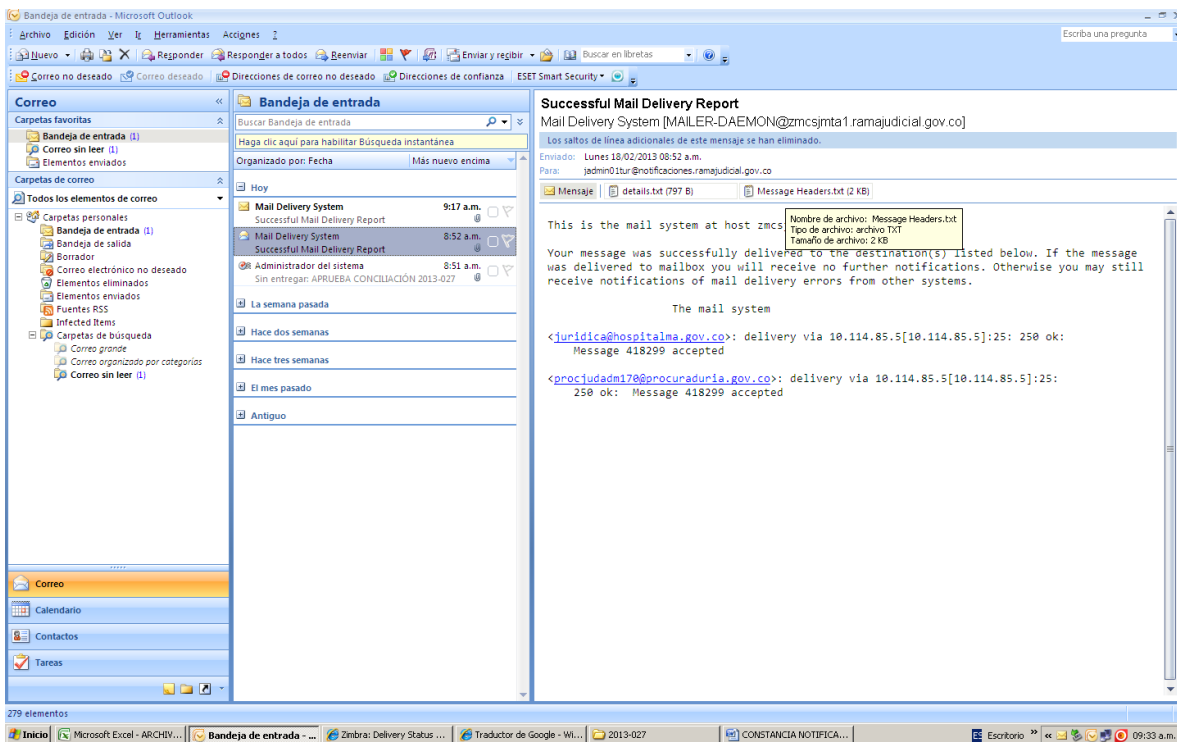 Bandeja de entrada - Microsoft Outlook
Archivo Edición Ver Ir Herramientas Acciones ?
Escriba una pregunta
Nuevo Responder Responder a todos Reenviar Enviar y recibir Buscar en libretas
Correo no deseado Correo deseado Direcciones de correo no deseado Direcciones de confianza ESET Smart Security
Correo
Carpetas favoritas
Bandeja de entrada (1)
Correo sin leer (1)
Elementos enviados
Carpetas de correo
Todos los elementos de correo
Carpetas personales
Bandeja de entrada (1)
Bandeja de salida
Borrador
Correo electrónico no deseado
Elementos eliminados
Elementos enviados
Fuentes RSS
Infected Items
Carpetas de búsqueda
Correo grande
Correo organizado por categorías
Correo sin leer (1)
Correo
Calendario
Contactos
Tareas
Bandeja de entrada
Buscar Bandeja de entrada
Haga clic aquí para habilitar Búsqueda instantánea
Organizado por: Fecha Más nuevo encima
Hoy
Mail Delivery System 9:17 a.m.
Successful Mail Delivery Report
Mail Delivery System 8:52 a.m.
Successful Mail Delivery Report
Administrador del sistema 8:51 a.m.
Sin entregar: APRUEBA CONCILIACIÓN 2013-027
La semana pasada
Hace dos semanas
Hace tres semanas
El mes pasado
Antiguo
Successful Mail Delivery Report
Mail Delivery System [MAILER-DAEMON@zmcsjmta1.ramajudicial.gov.co]
Los saltos de línea adicionales de este mensaje se han eliminado.
Enviado: Lunes 18/02/2013 08:52 a.m.
Para: jadmin01tur@notificaciones.ramajudicial.gov.co
Mensaje details.txt (797 B) Message Headers.txt (2 KB)
Nombre de archivo: Message Headers.txt
Tipo de archivo: archivo TXT
Tamaño de archivo: 2 KB
This is the mail system at host zmcs
Your message was successfully delivered to the destination(s) listed below. If the message
was delivered to mailbox you will receive no further notifications. Otherwise you may still
receive notifications of mail delivery errors from other systems.
The mail system
<juridica@hospitalma.gov.co>: delivery via 10.114.85.5[10.114.85.5]:25: 250 ok:
Message 418299 accepted
<procjudadm170@procuraduria.gov.co>: delivery via 10.114.85.5[10.114.85.5]:25:
250 ok: Message 418299 accepted
279 elementos
Inicio Microsoft Excel - ARCHIV... Bandeja de entrada - ... Zimbra: Delivery Status ... Traductor de Google - Wi... 2013-027 CONSTANCIA NOTIFICA... ES Escritorio 09:33 a.m.